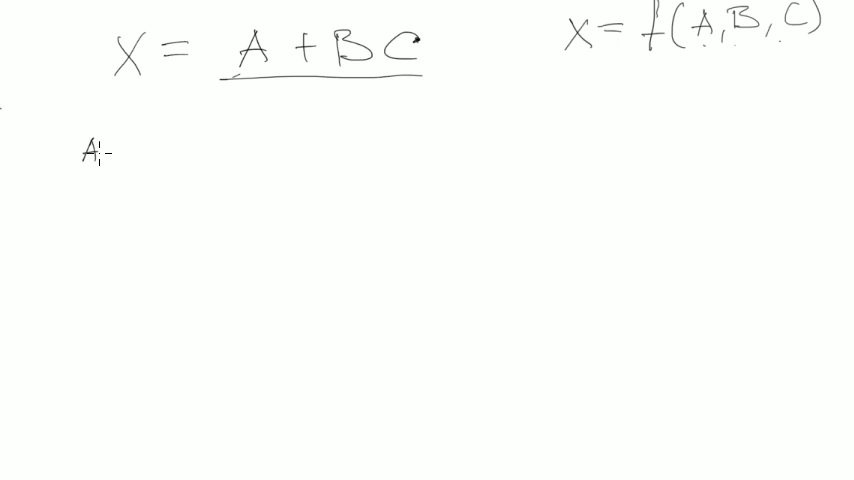 X = A + BC
X = f(A, B, C)
A